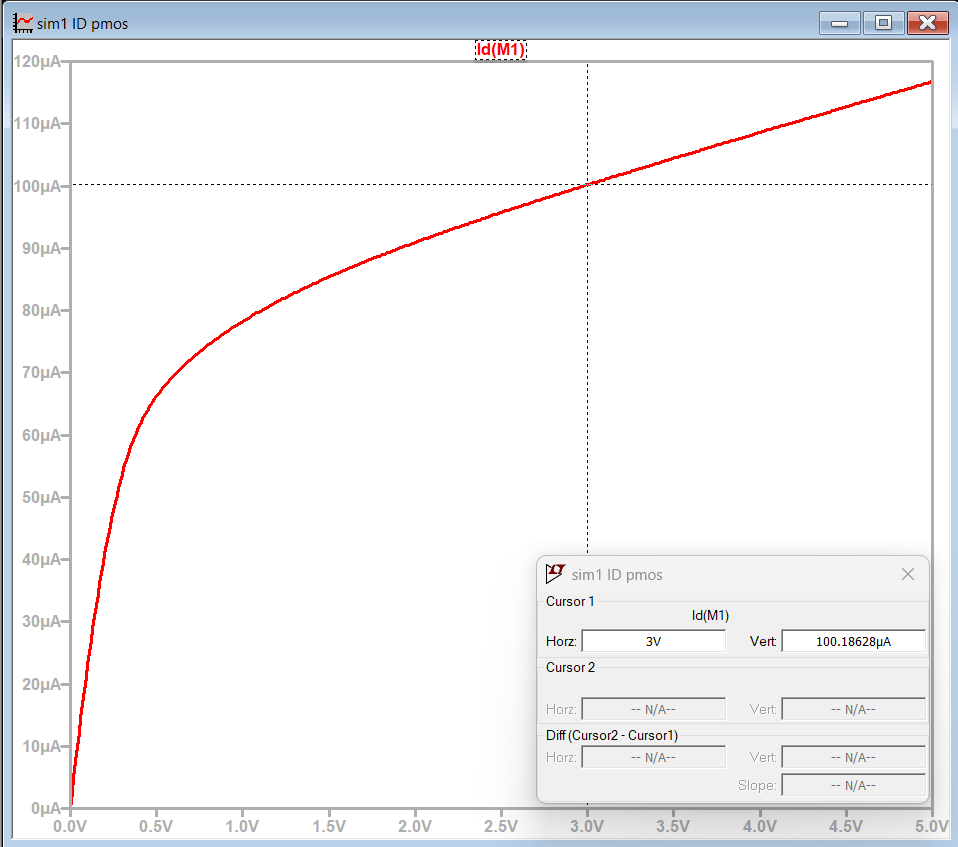 sim1 ID pmos
Id(M1)
120µA
110µA
100µA
90µA
80µA
70µA
60µA
50µA
40µA
30µA
20µA
10µA
0µA
0.0V 0.5V 1.0V 1.5V 2.0V 2.5V 3.0V 3.5V 4.0V 4.5V 5.0V
sim1 ID pmos
Cursor 1
Id(M1)
Horz: 3V Vert: 100.18628µA
Cursor 2
Horz: -- N/A-- Vert: -- N/A--
Diff (Cursor2 - Cursor1)
Horz: -- N/A-- Vert: -- N/A--
Slope: -- N/A--